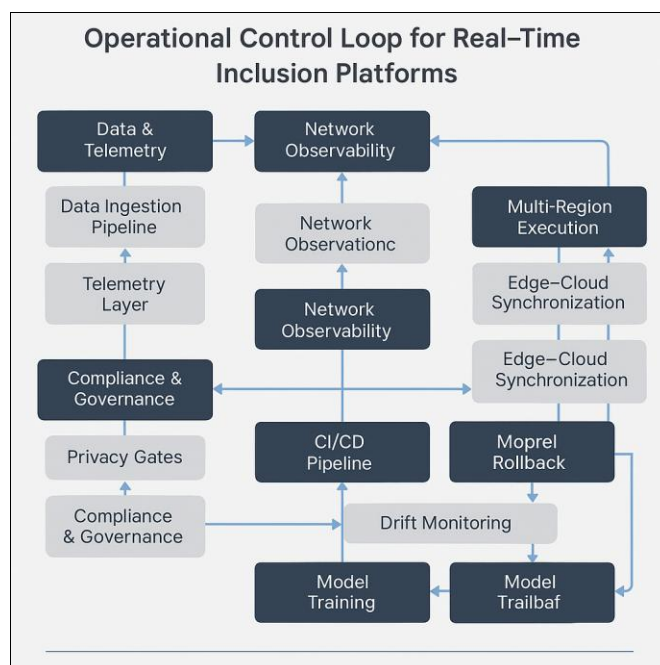 Operational Control Loop for Real–Time
Inclusion Platforms
Data &
Telemetry
Network
Observability
Data Ingestion
Pipeline
Network
Observationc
Multi-Region
Execution
Telemetry
Layer
Network
Observability
Edge–Cloud
Synchronization
Compliance &
Governance
Edge–Cloud
Synchronization
Privacy Gates
CI/CD
Pipeline
Moprel
Rollback
Compliance
& Governance
Drift Monitoring
Model
Training
Model
Trailbaf